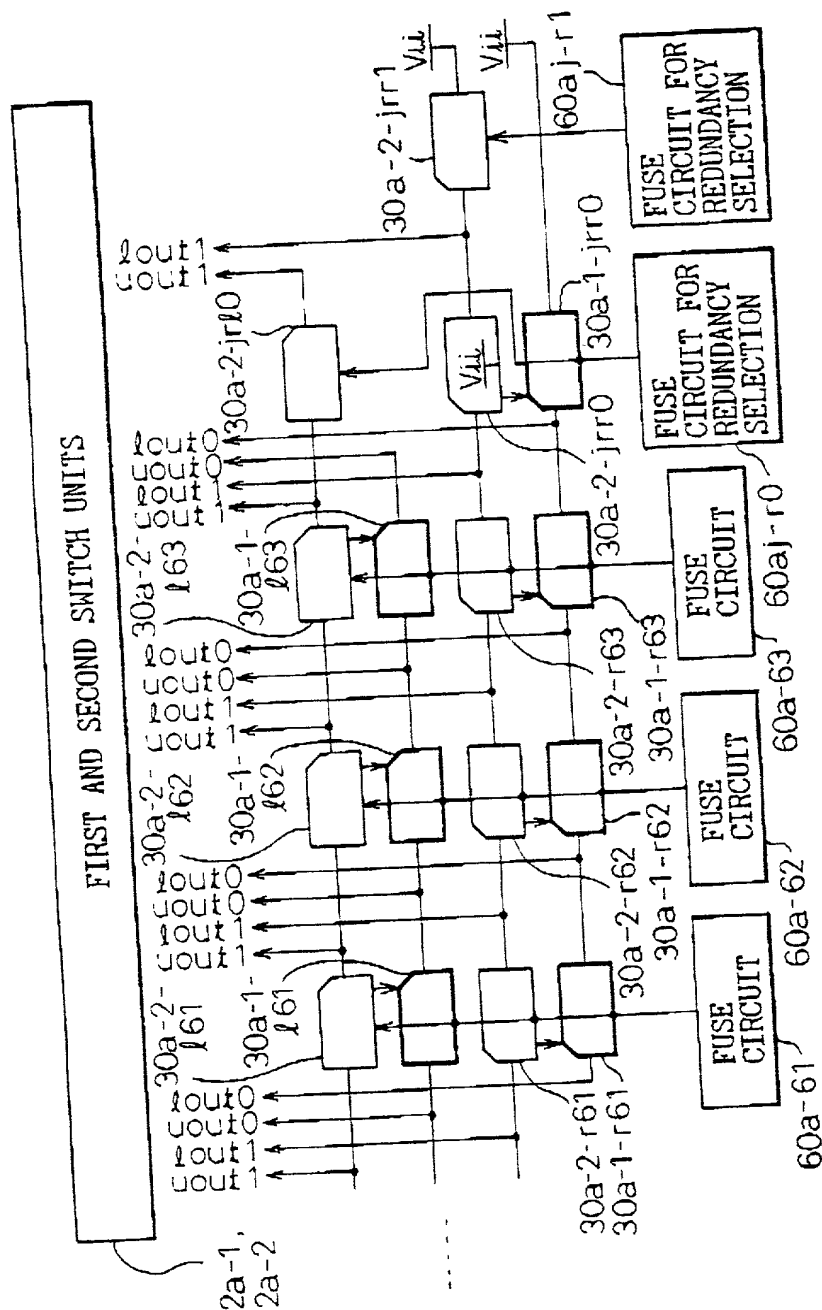 FIRST AND SECOND SWITCH UNITS
2a-1,
2a-2
uout1
lout1
uout0
lout0
30a-2-
ℓ61
30a-1-
ℓ61
uout1
lout1
uout0
lout0
30a-2-
ℓ62
30a-1-
ℓ62
uout1
lout1
uout0
lout0
30a-2-
ℓ63
30a-1-
ℓ63
uout1
lout1
uout0
lout0
30a-2-jrℓ0
uout1
lout1
30a-2-jrr1
Vii
Vii
Vii
.....
30a-2-r61
30a-1-r61
30a-2-r62
30a-1-r62
30a-2-r63
30a-1-r63
30a-2-jrr0
30a-1-jrr0
60aj-r1
FUSE
CIRCUIT
60a-61
FUSE
CIRCUIT
60a-62
FUSE
CIRCUIT
60a-63
FUSE
CIRCUIT FOR
REDUNDANCY
SELECTION
60aj-r0
FUSE
CIRCUIT FOR
REDUNDANCY
SELECTION